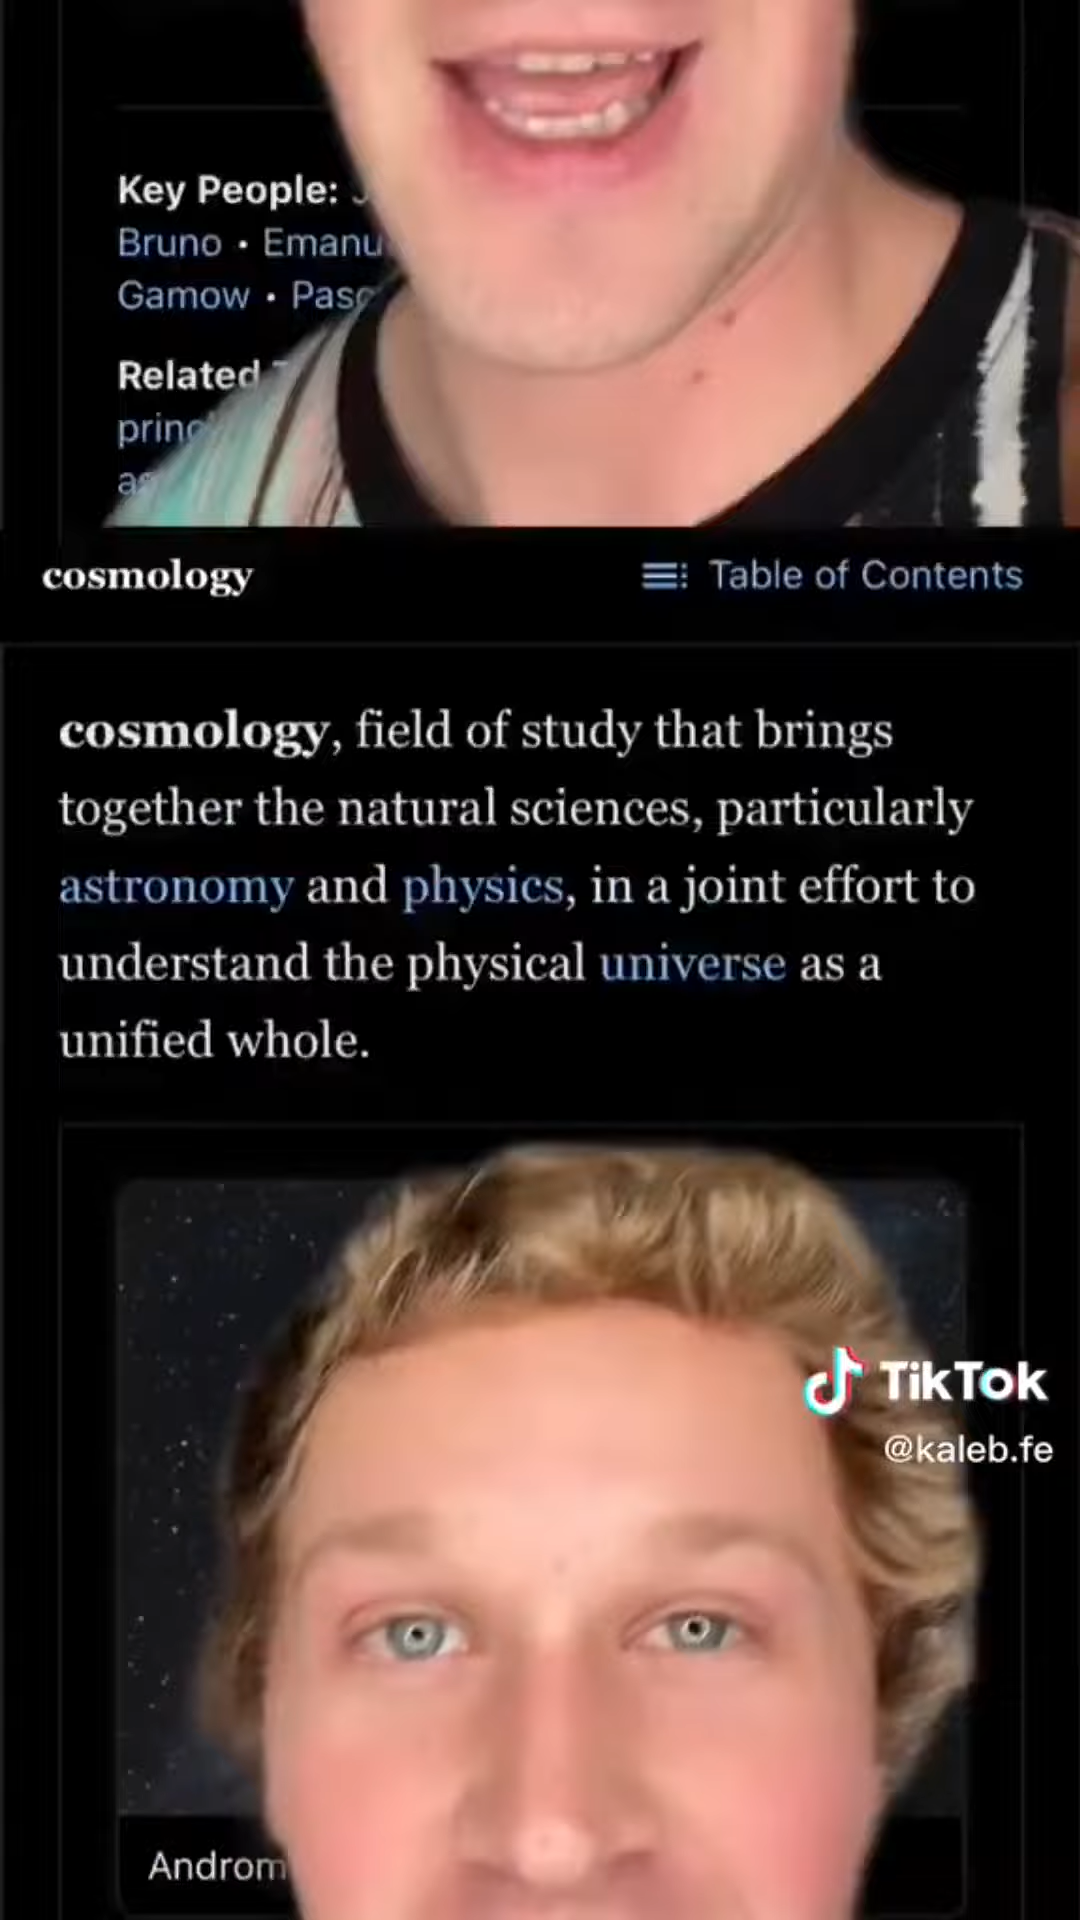 Key People:
Bruno • Emanu
Gamow • Pasc
Related
princ
as
cosmology
Table of Contents
cosmology, field of study that brings
together the natural sciences, particularly
astronomy and physics, in a joint effort to
understand the physical universe as a
unified whole.
TikTok
@kaleb.fe
Androm